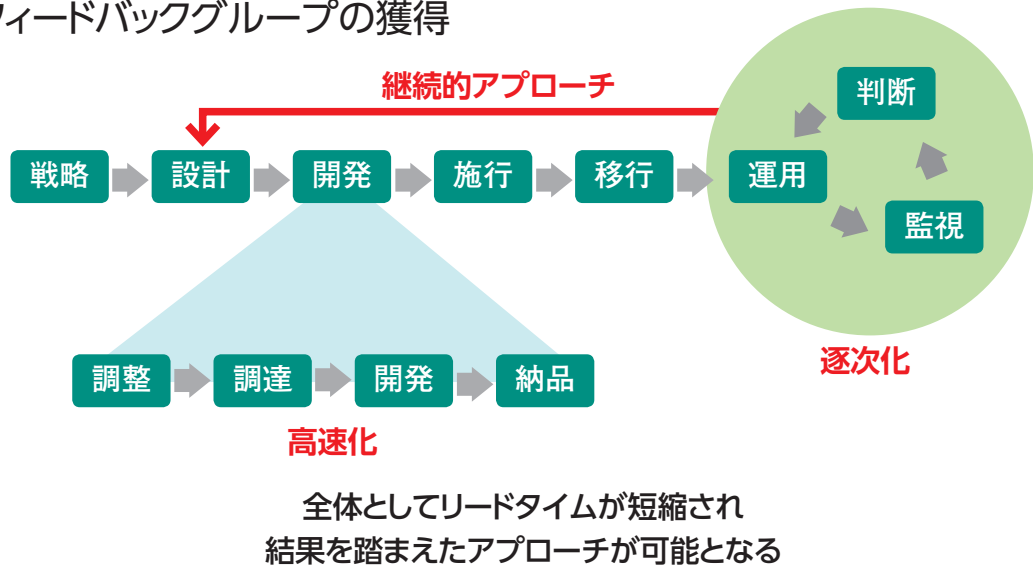 ィードバックグループの獲得
継続的アプローチ
判断
戦略
設計
開発
施行
移行
運用
監視
逐次化
調整
調達
開発
納品
高速化
全体としてリードタイムが短縮され
結果を踏まえたアプローチが可能となる